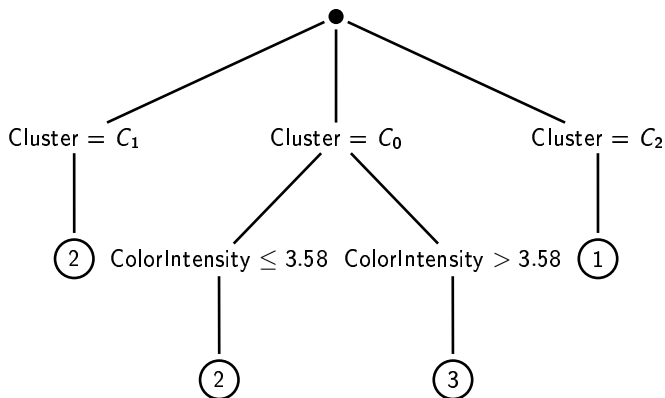 Cluster = C₁ Cluster = C₀ Cluster = C₂
2 ColorIntensity ≤ 3.58 ColorIntensity > 3.58 1
2 3